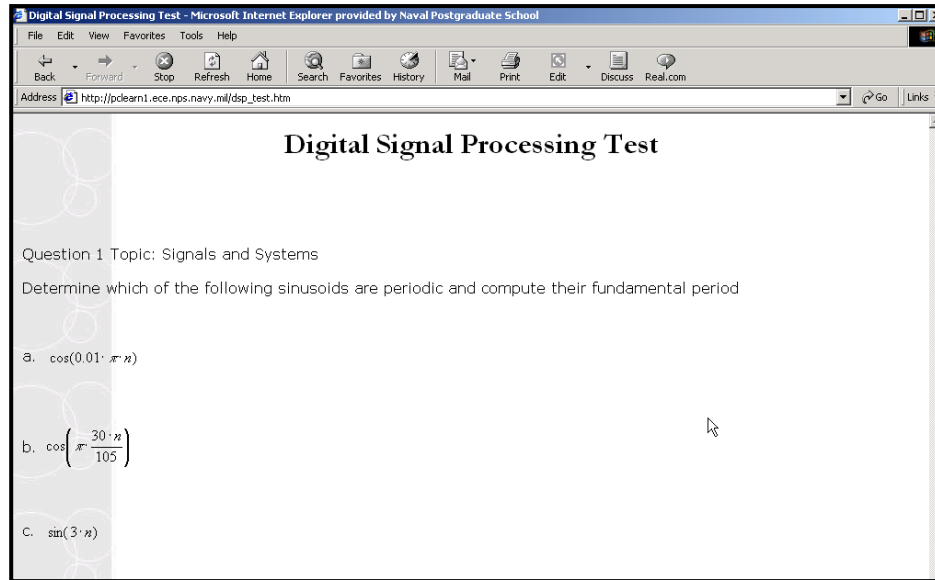 Digital Signal Processing Test - Microsoft Internet Explorer provided by Naval Postgraduate School
File Edit View Favorites Tools Help
Back Forward Stop Refresh Home Search Favorites History Mail Print Edit Discuss Real.com
Address http://pclearn1.ece.nps.navy.mil/dsp_test.htm Go Links
Digital Signal Processing Test
Question 1 Topic: Signals and Systems
Determine which of the following sinusoids are periodic and compute their fundamental period
a. cos(0.01· π· n)
b. cos(π· 30·n/105)
c. sin(3·n)